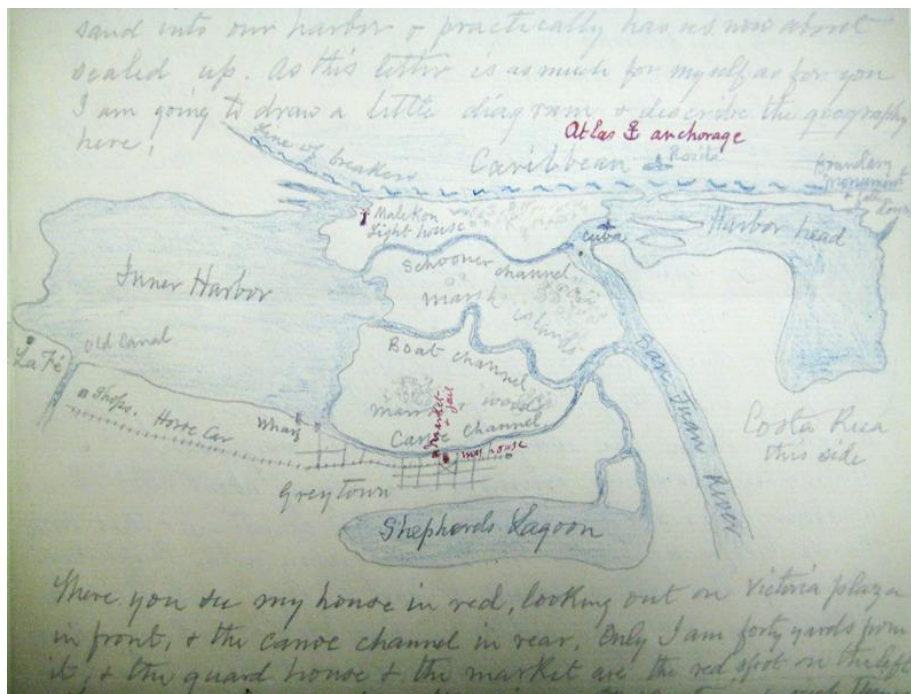 sand into our harbor & practically has us now about
sealed up. As this letter is as much for myself as for you
I am going to draw a little diagram & describe the geography
here.
Atlas anchorage
Line of breakers
Caribbean
Rosita
Boundary
Monument
Malekon
Light house
Cuba
Harbor head
Schooner channel
Inner Harbor
marsh
islands
Old Canal
Boat channel
San Juan River
La Fé
Shops.
Horse Car
Wharf
marsh & woods
Market
& jail
Canoe channel
my house
Costa Rica
this side
Greytown
Shepherds Lagoon
There you see my house in red, looking out on Victoria plaza
in front, & the canoe channel in rear. Only I am forty yards from
it, & the guard house & the market are the red spot on the left